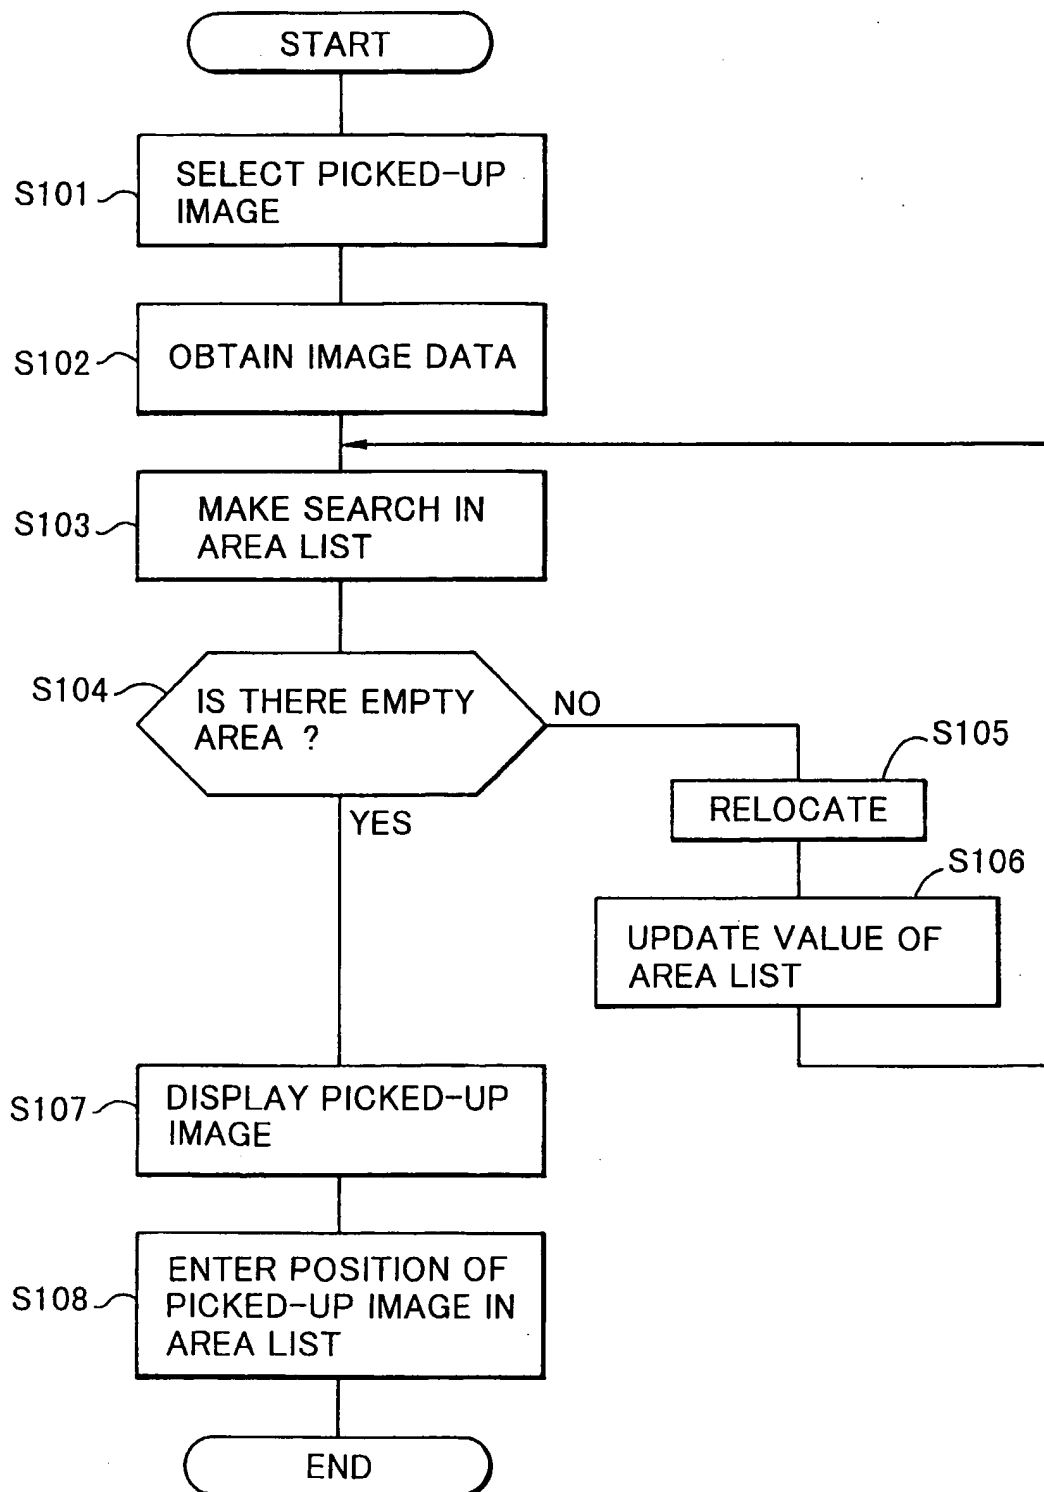 START
S101
SELECT PICKED-UP
IMAGE
S102
OBTAIN IMAGE DATA
S103
MAKE SEARCH IN
AREA LIST
S104
IS THERE EMPTY
AREA ?
NO
YES
S105
RELOCATE
S106
UPDATE VALUE OF
AREA LIST
S107
DISPLAY PICKED-UP
IMAGE
S108
ENTER POSITION OF
PICKED-UP IMAGE IN
AREA LIST
END